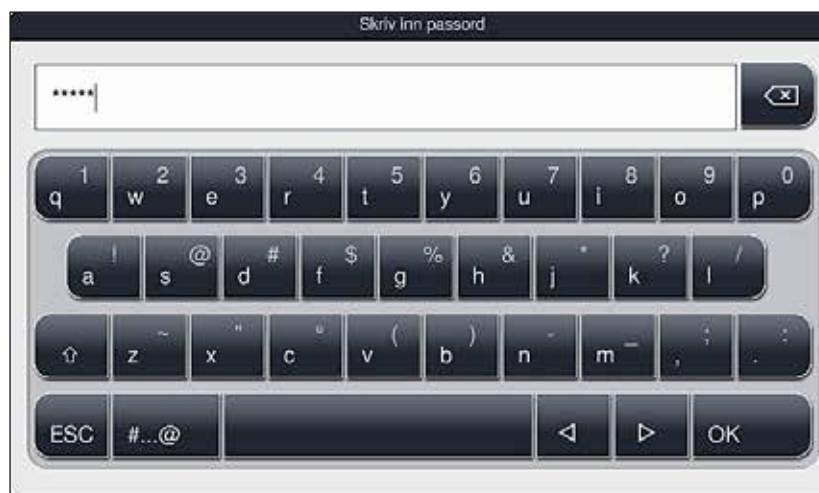 Skriv inn passord
*****
1 2 3 4 5 6 7 8 9 0
q w e r t y u i o p
! @ # $ % & * ? /
a s d f g h j k l
~ " º ( ) - _ ; :
z x c v b n m , .
ESC #...@ OK